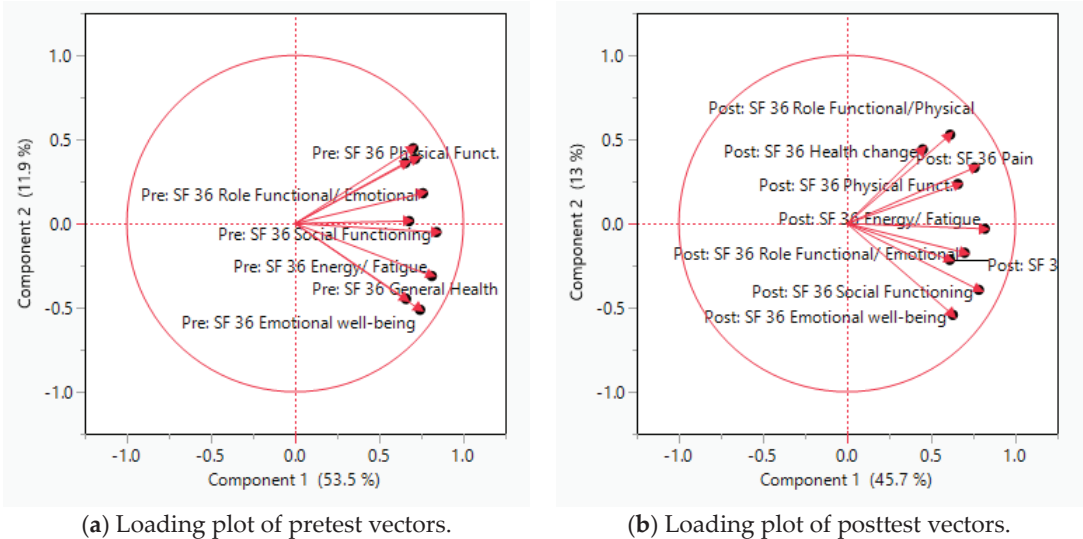 1.0
0.5
0.0
-0.5
-1.0
Component 2 (11.9 %)
Pre: SF 36 Physical Funct.
Pre: SF 36 Role Functional/ Emotional
Pre: SF 36 Social Functioning
Pre: SF 36 Energy/ Fatigue
Pre: SF 36 General Health
Pre: SF 36 Emotional well-being
-1.0 -0.5 0.0 0.5 1.0
Component 1 (53.5 %)
(a) Loading plot of pretest vectors.
1.0
0.5
0.0
-0.5
-1.0
Component 2 (13 %)
Post: SF 36 Role Functional/Physical
Post: SF 36 Health change
Post: SF 36 Pain
Post: SF 36 Physical Funct.
Post: SF 36 Energy/ Fatigue
Post: SF 36 Role Functional/ Emotional
Post: SF 3
Post: SF 36 Social Functioning
Post: SF 36 Emotional well-being
-1.0 -0.5 0.0 0.5 1.0
Component 1 (45.7 %)
(b) Loading plot of posttest vectors.